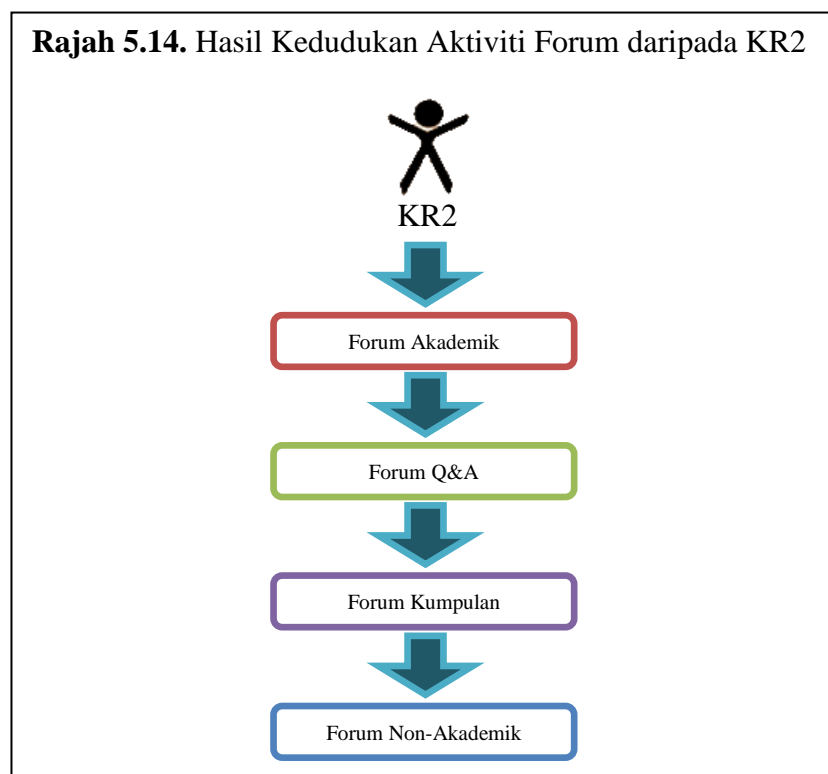 Rajah 5.14. Hasil Kedudukan Aktiviti Forum daripada KR2
KR2
Forum Akademik
Forum Q&A
Forum Kumpulan
Forum Non-Akademik